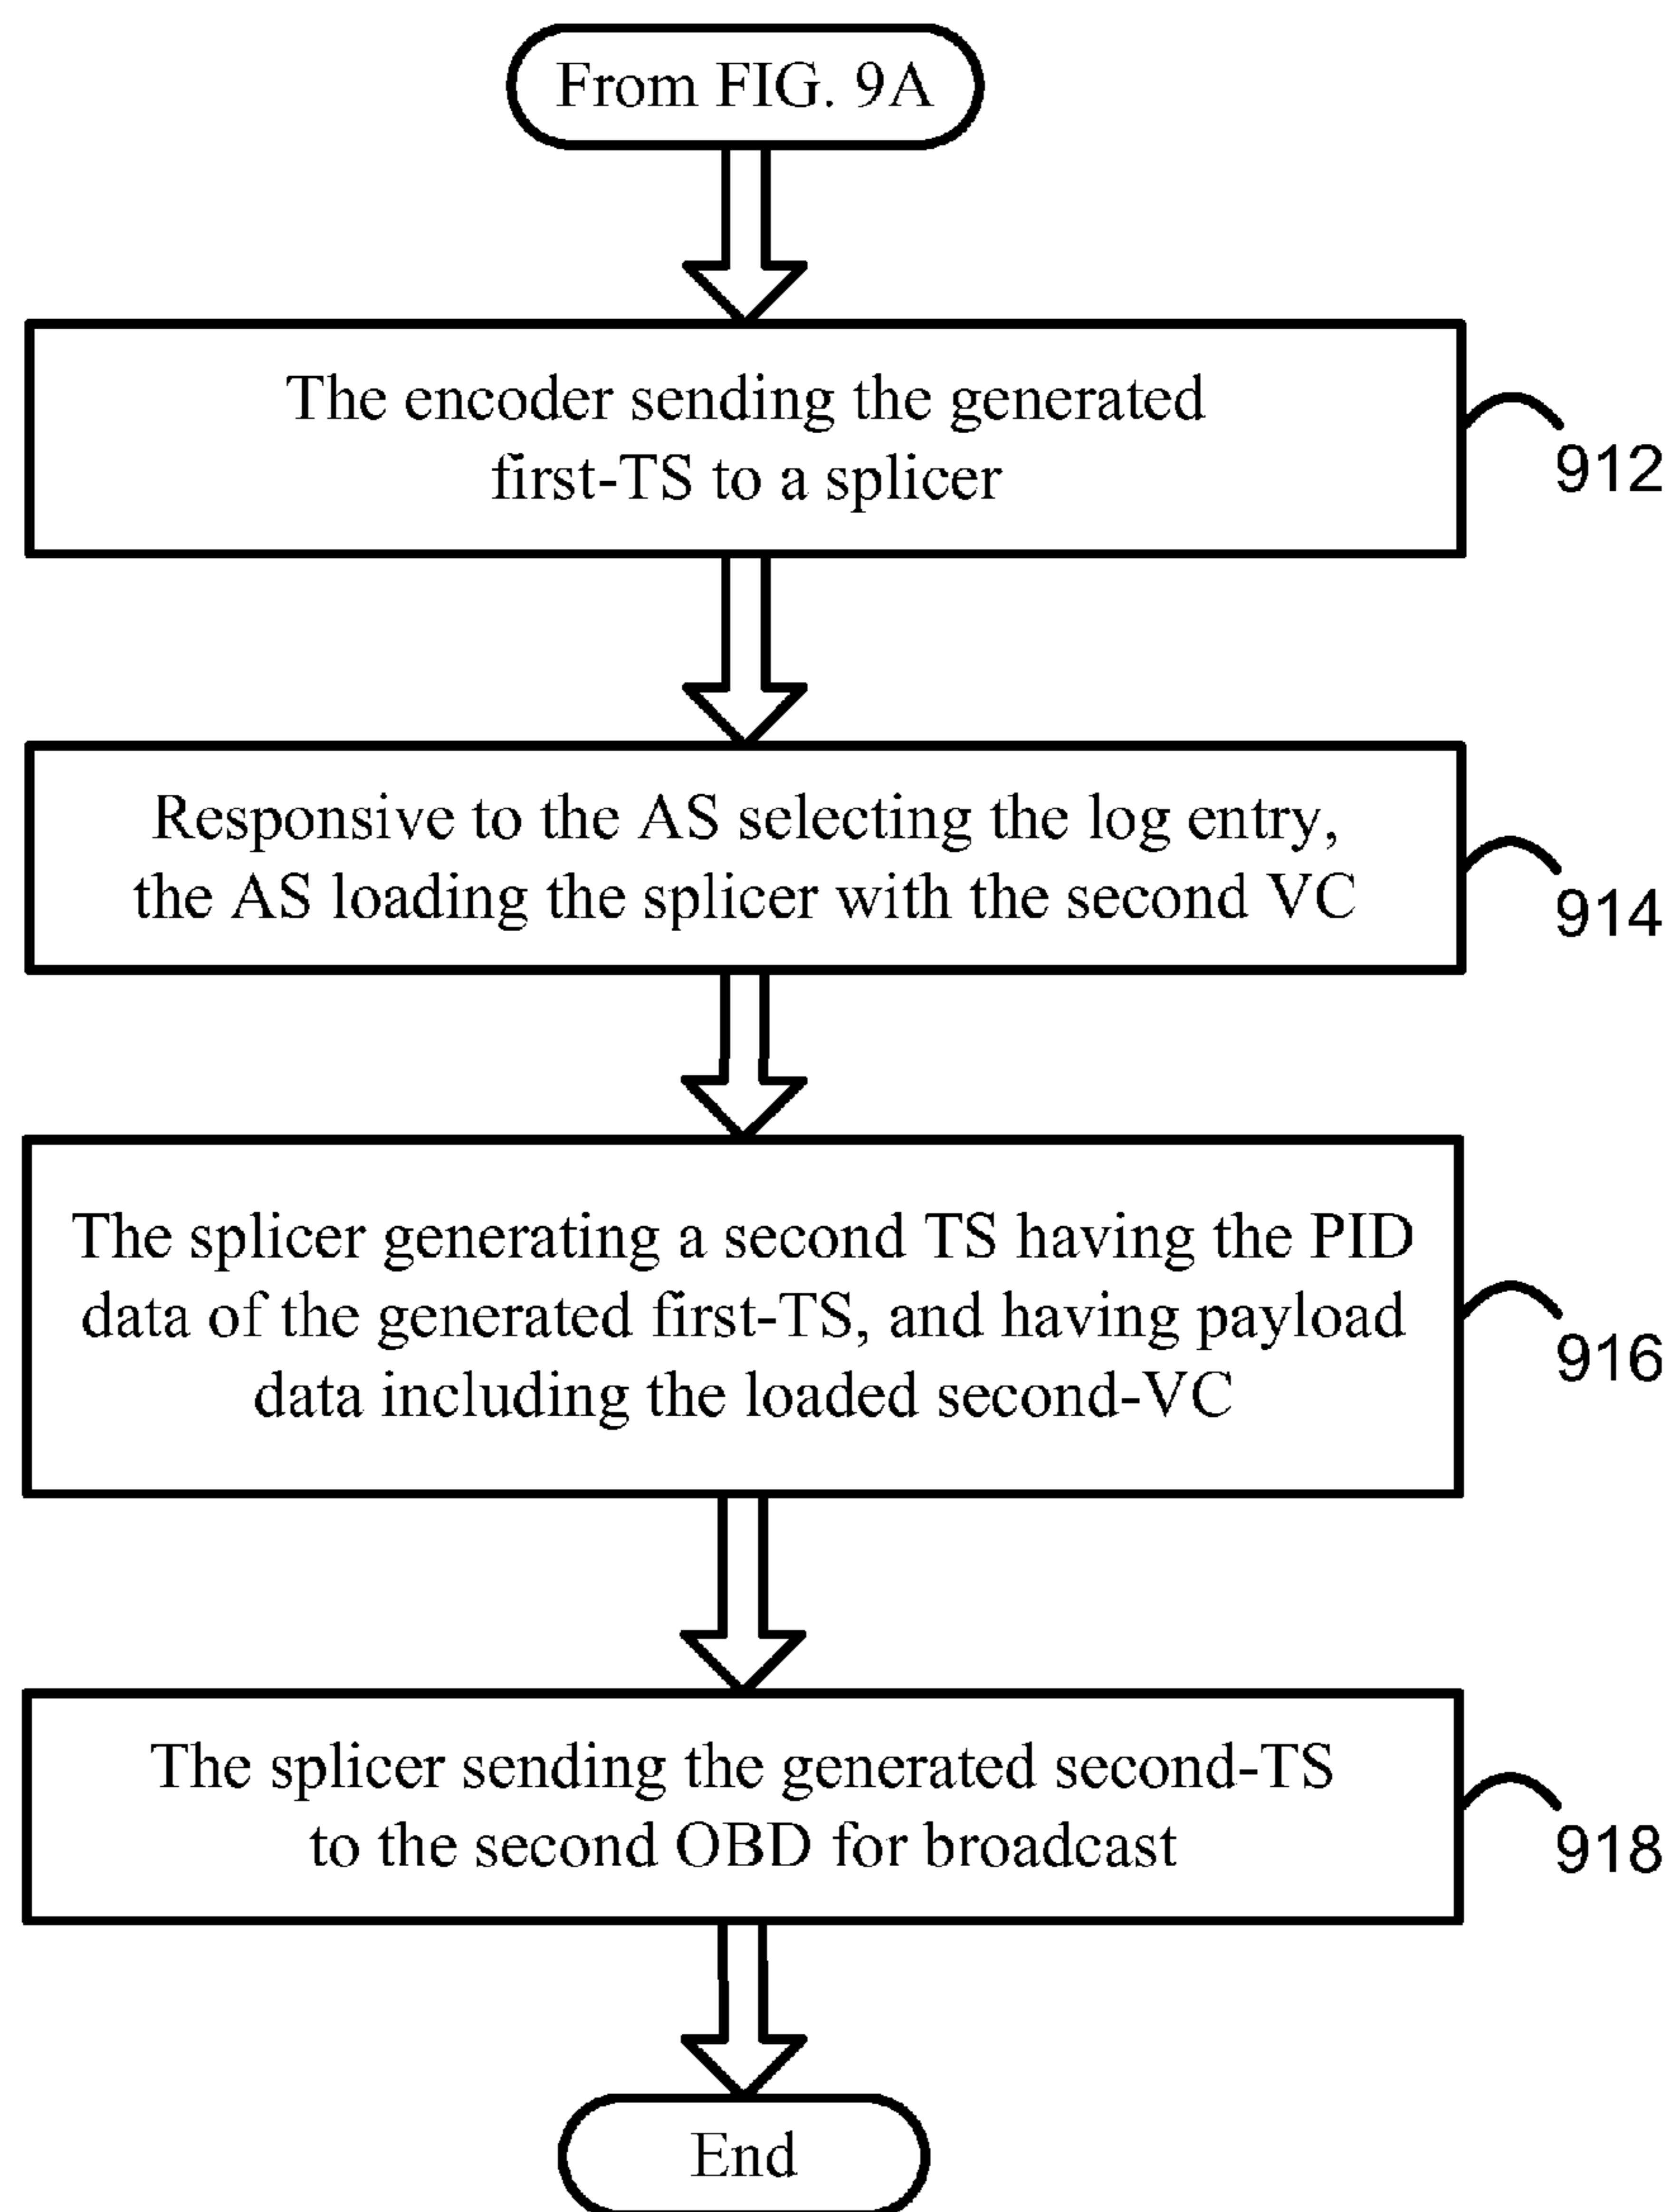 From FIG. 9A
The encoder sending the generated
first-TS to a splicer
912
Responsive to the AS selecting the log entry,
the AS loading the splicer with the second VC
914
The splicer generating a second TS having the PID
data of the generated first-TS, and having payload
data including the loaded second-VC
916
The splicer sending the generated second-TS
to the second OBD for broadcast
918
End